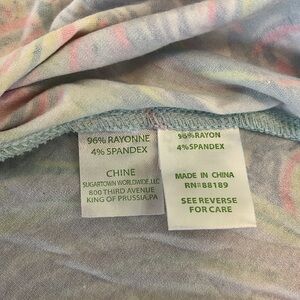 96% RAYONNE
4% SPANDEX
CHINE
SUGARTOWN WORLDWIDE, LLC
800 THIRD AVENUE
KING OF PRUSSIA, PA
96% RAYON
4% SPANDEX
MADE IN CHINA
RN#88189
SEE REVERSE
FOR CARE